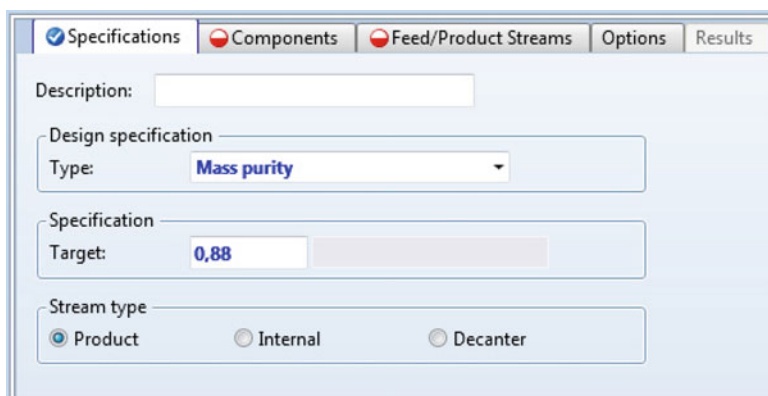 Specifications Components Feed/Product Streams Options Results
Description:
Design specification
Type: Mass purity
Specification
Target: 0,88
Stream type
Product Internal Decanter